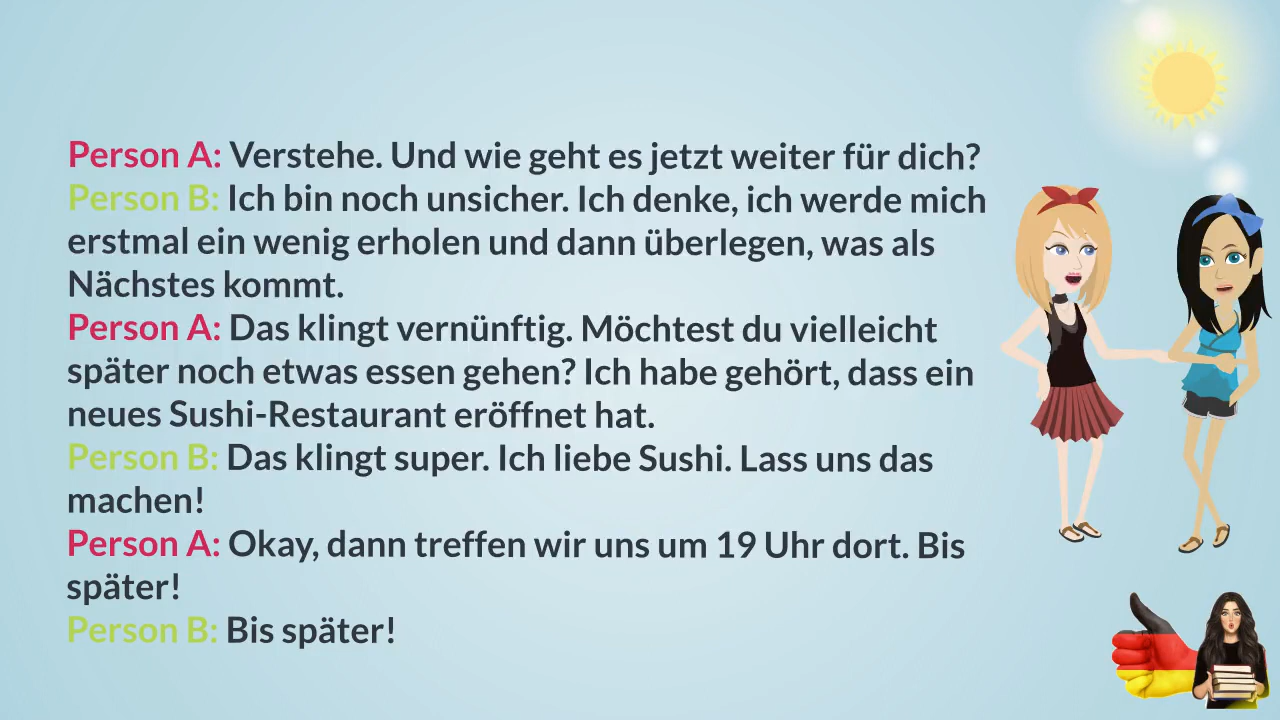 Person A: Verstehe. Und wie geht es jetzt weiter für dich?
Person B: Ich bin noch unsicher. Ich denke, ich werde mich
erstmal ein wenig erholen und dann überlegen, was als
Nächstes kommt.
Person A: Das klingt vernünftig. Möchtest du vielleicht
später noch etwas essen gehen? Ich habe gehört, dass ein
neues Sushi-Restaurant eröffnet hat.
Person B: Das klingt super. Ich liebe Sushi. Lass uns das
machen!
Person A: Okay, dann treffen wir uns um 19 Uhr dort. Bis
später!
Person B: Bis später!